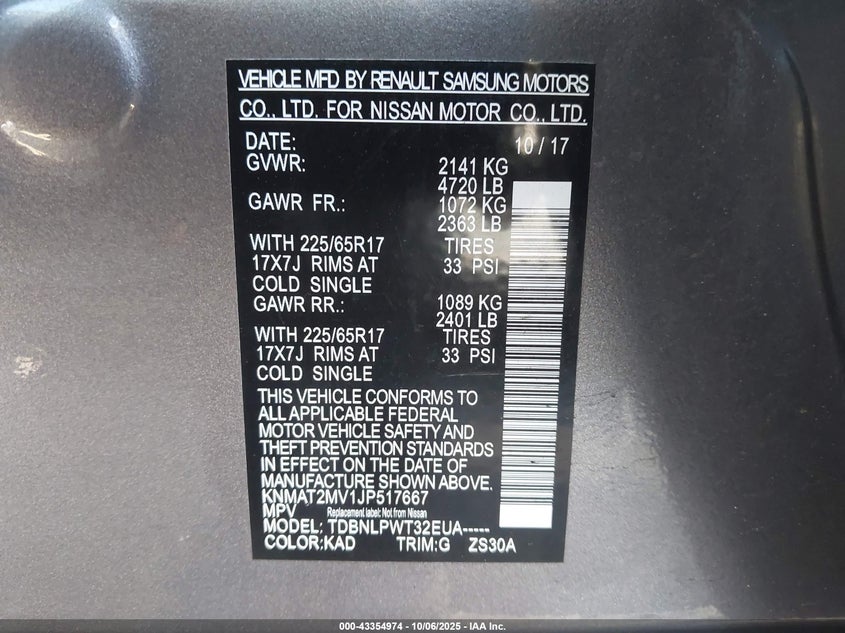 VEHICLE MFD BY RENAULT SAMSUNG MOTORS
CO., LTD. FOR NISSAN MOTOR CO., LTD.
DATE: 10 / 17
GVWR: 2141 KG
4720 LB
GAWR FR.: 1072 KG
2363 LB
WITH 225/65R17 TIRES
17X7J RIMS AT 33 PSI
COLD SINGLE
GAWR RR.: 1089 KG
2401 LB
WITH 225/65R17 TIRES
17X7J RIMS AT 33 PSI
COLD SINGLE
THIS VEHICLE CONFORMS TO
ALL APPLICABLE FEDERAL
MOTOR VEHICLE SAFETY AND
THEFT PREVENTION STANDARDS
IN EFFECT ON THE DATE OF
MANUFACTURE SHOWN ABOVE.
KNMAT2MV1JP517667
MPV Replacement label: Not from Nissan
MODEL: TDBNLPWT32EUA-----
COLOR:KAD TRIM:G ZS30A
000-43354974 | 10/06/2025 - IAA Inc.